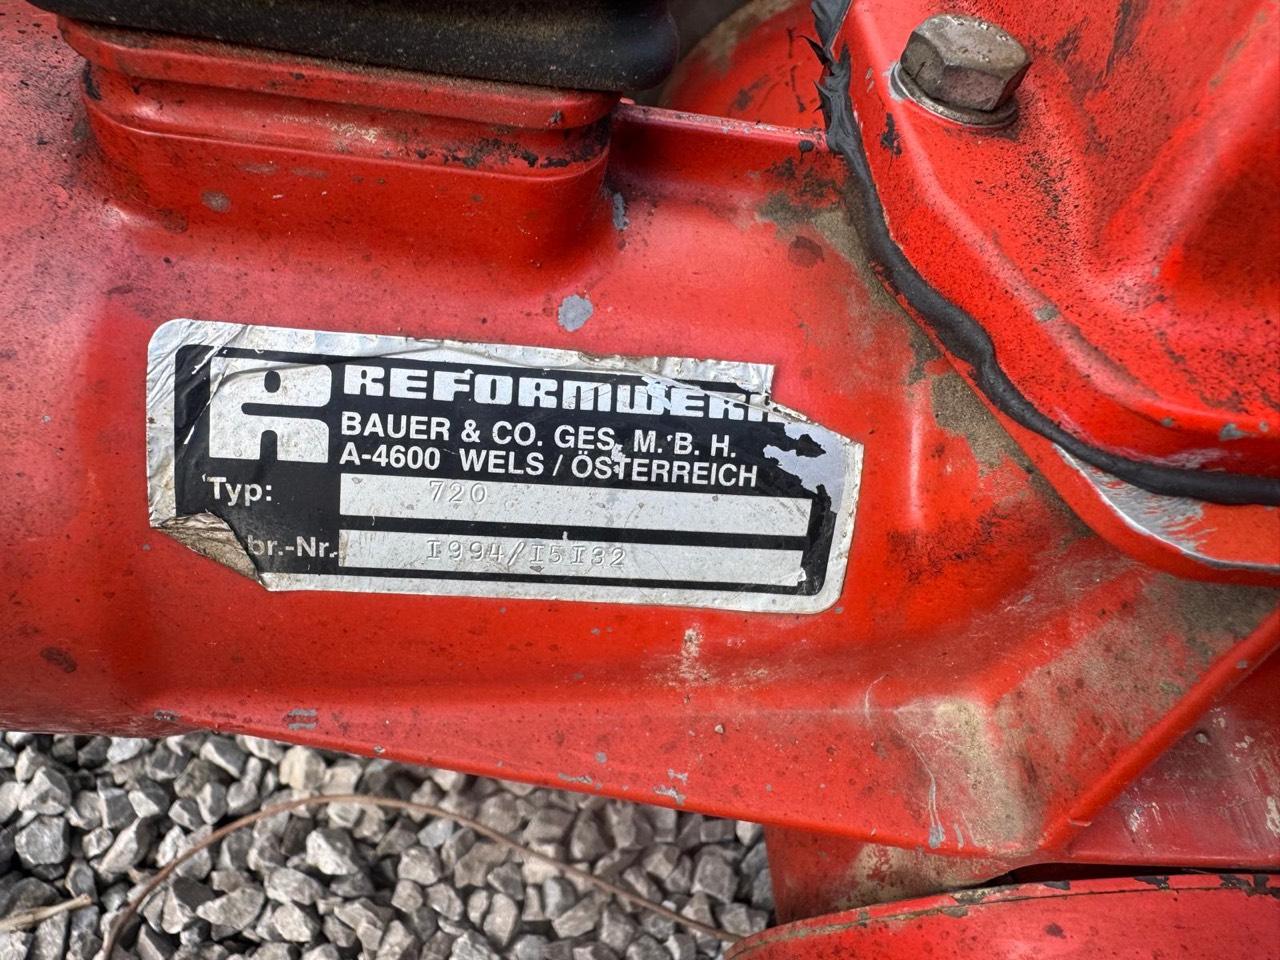 R REFORMWERK
BAUER & CO. GES. M. B. H.
A-4600 WELS / ÖSTERREICH
Typ: 720
br.-Nr. 1994/15132